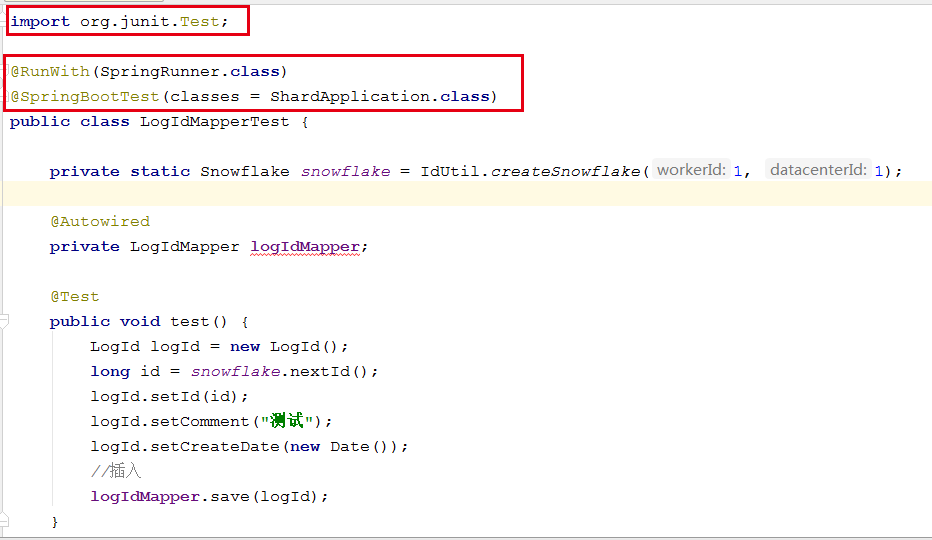 import org.junit.Test;
@RunWith(SpringRunner.class)
@SpringBootTest(classes = ShardApplication.class)
public class LogIdMapperTest {
private static Snowflake snowflake = IdUtil.createSnowflake( workerId: 1, datacenterId: 1);
@Autowired
private LogIdMapper logIdMapper;
@Test
public void test() {
LogId logId = new LogId();
long id = snowflake.nextId();
logId.setId(id);
logId.setComment("测试");
logId.setCreateDate(new Date());
//插入
logIdMapper.save(logId);
}